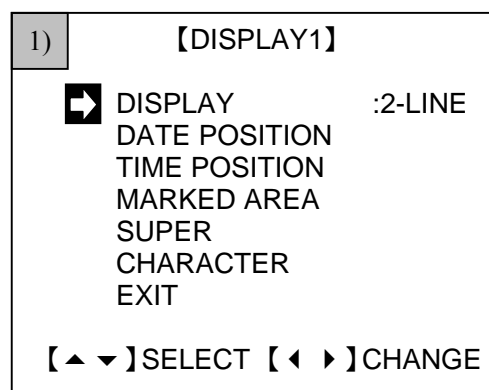 1) 【DISPLAY1】
DISPLAY :2-LINE
DATE POSITION
TIME POSITION
MARKED AREA
SUPER
CHARACTER
EXIT
【▲ ▼】SELECT 【◀ ▶】CHANGE